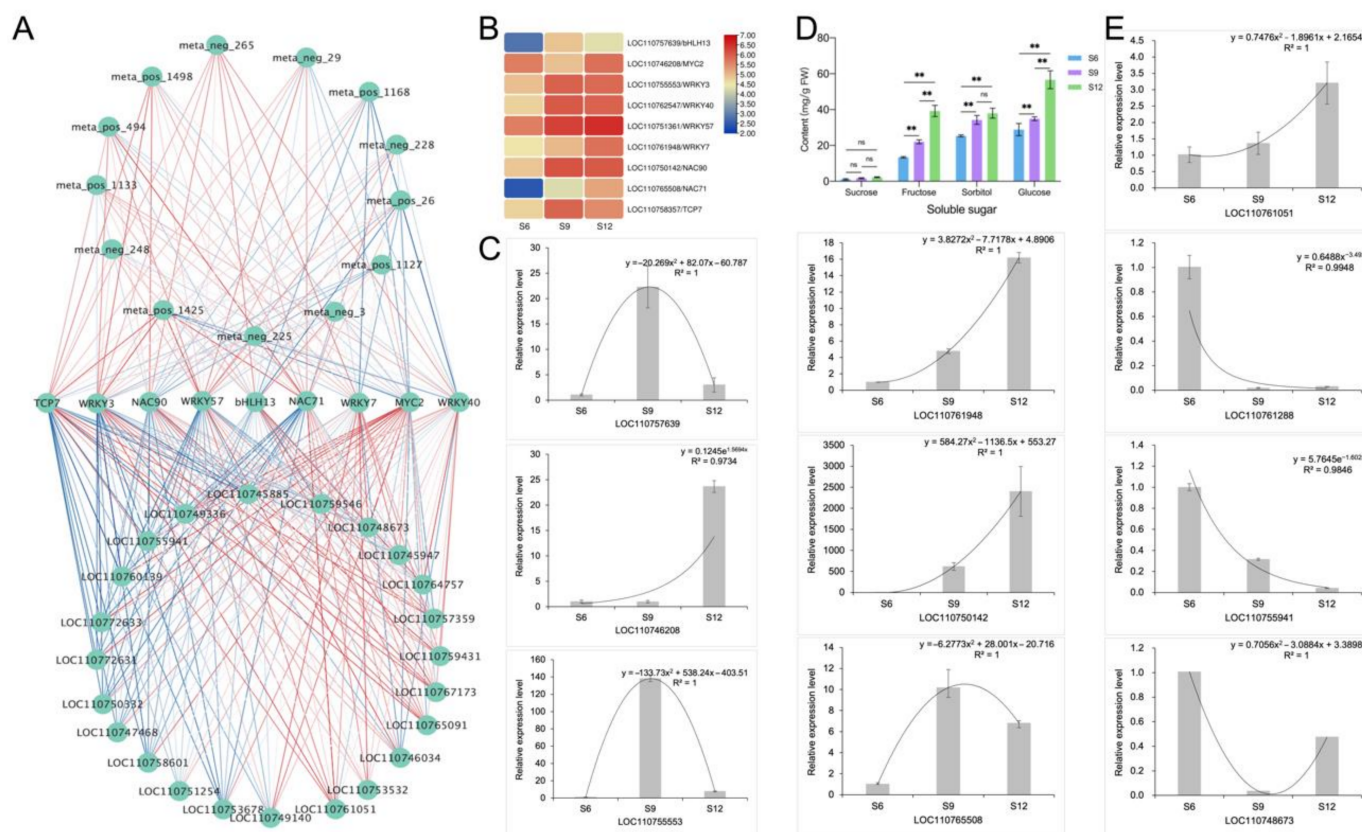 A
meta_neg_265
meta_neg_29
meta_pos_1498
meta_pos_1168
meta_pos_494
meta_neg_228
meta_pos_1133
meta_pos_26
meta_neg_248
meta_pos_1127
meta_pos_1425
meta_neg_3
meta_neg_225
TCP7 WRKY3 NAC90 WRKY57 bHLH13 NAC71 WRKY7 MYC2 WRKY40
LOC110745885
LOC110759546
LOC110749336
LOC110748673
LOC110755941
LOC110745947
LOC110760139
LOC110764757
LOC110772633
LOC110757359
LOC110772631
LOC110759431
LOC110767173
LOC110750332
LOC110765091
LOC110747468
LOC110746034
LOC110758601
LOC110751254
LOC110753532
LOC110753678
LOC110761051
LOC110749140
B
LOC110757639/bHLH13
LOC110746208/MYC2
LOC110755553/WRKY3
LOC110762547/WRKY40
LOC110751361/WRKY57
LOC110761948/WRKY7
LOC110750142/NAC90
LOC110765508/NAC71
LOC110758357/TCP7
S6 S9 S12
7.00
6.50
6.00
5.50
5.00
4.50
4.00
3.50
3.00
2.50
2.00
C
y = −20.269x² + 82.07x − 60.787
R² = 1
Relative expression level
30
25
20
15
10
5
0
S6 S9 S12
LOC110757639
y = 0.1245e^1.5694x
R² = 0.9734
Relative expression level
30
25
20
15
10
5
0
S6 S9 S12
LOC110746208
y = −133.73x² + 538.24x − 403.51
R² = 1
Relative expression level
160
140
120
100
80
60
40
20
0
S6 S9 S12
LOC110755553
D
Content (mg/g FW)
80
60
40
20
0
ns
ns ns
**
** **
**
** ns
**
** **
S6
S9
S12
Sucrose Fructose Sorbitol Glucose
Soluble sugar
y = 3.8272x² − 7.7178x + 4.8906
R² = 1
Relative expression level
18
16
14
12
10
8
6
4
2
0
S6 S9 S12
LOC110761948
y = 584.27x² − 1136.5x + 553.27
R² = 1
Relative expression level
3500
3000
2500
2000
1500
1000
500
0
S6 S9 S12
LOC110750142
y = −6.2773x² + 28.001x − 20.716
R² = 1
Relative expression level
14
12
10
8
6
4
2
0
S6 S9 S12
LOC110765508
E
y = 0.7476x² − 1.8961x + 2.1654
R² = 1
Relative expression level
4.5
4.0
3.5
3.0
2.5
2.0
1.5
1.0
0.5
0.0
S6 S9 S12
LOC110761051
y = 0.6488x^−3.49
R² = 0.9948
Relative expression level
1.2
1.0
0.8
0.6
0.4
0.2
0.0
S6 S9 S12
LOC110761288
y = 5.7645e^−1.602
R² = 0.9846
Relative expression level
1.4
1.2
1.0
0.8
0.6
0.4
0.2
0.0
S6 S9 S12
LOC110755941
y = 0.7056x² − 3.0884x + 3.3898
R² = 1
Relative expression level
1.2
1.0
0.8
0.6
0.4
0.2
0.0
S6 S9 S12
LOC110748673